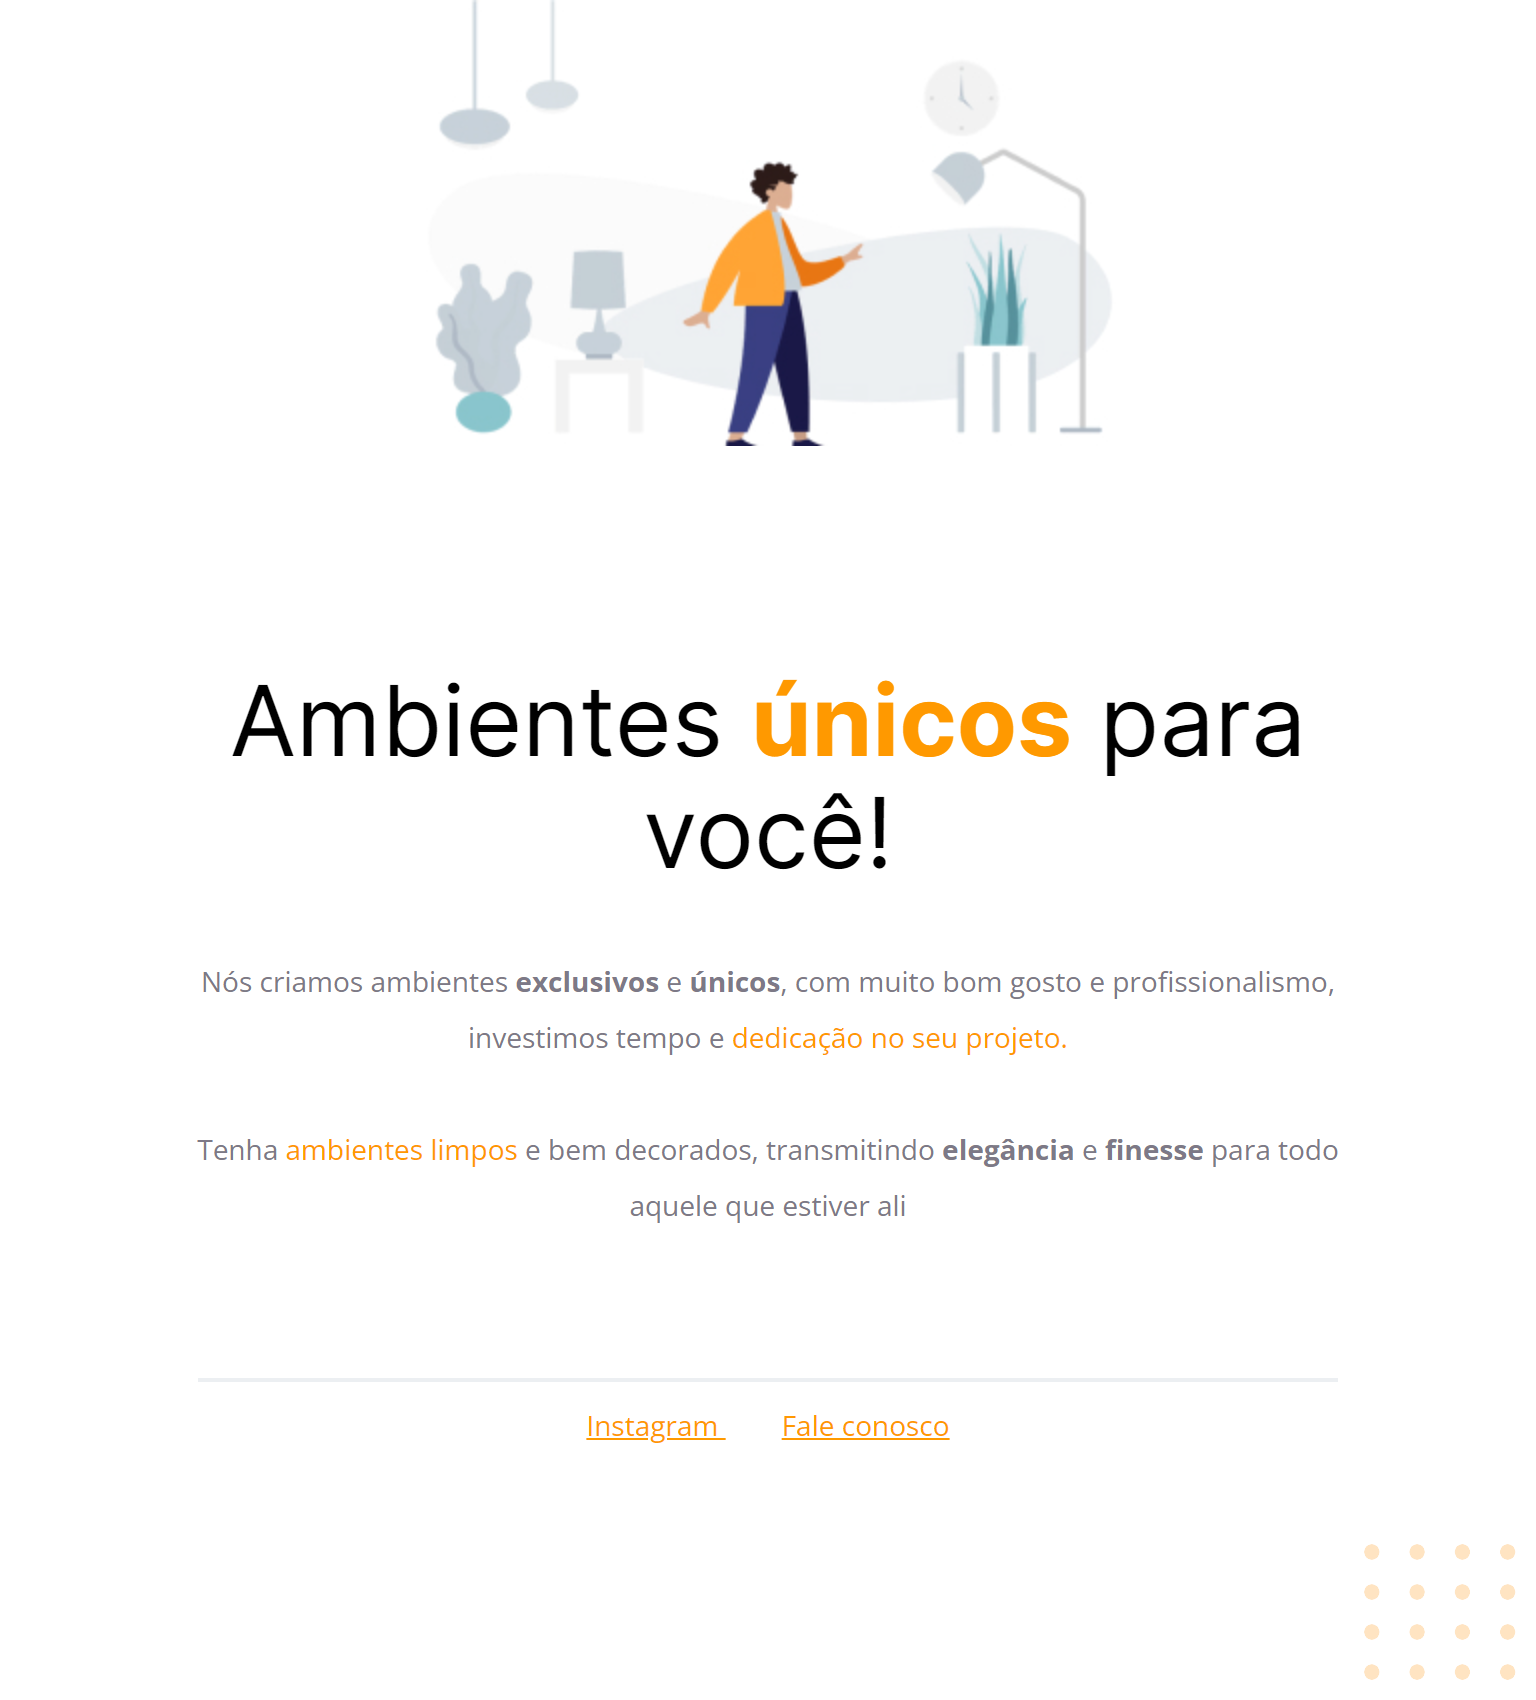 Ambientes únicos para
você!
Nós criamos ambientes exclusivos e únicos, com muito bom gosto e profissionalismo,
investimos tempo e dedicação no seu projeto.
Tenha ambientes limpos e bem decorados, transmitindo elegância e finesse para todo
aquele que estiver ali
Instagram Fale conosco